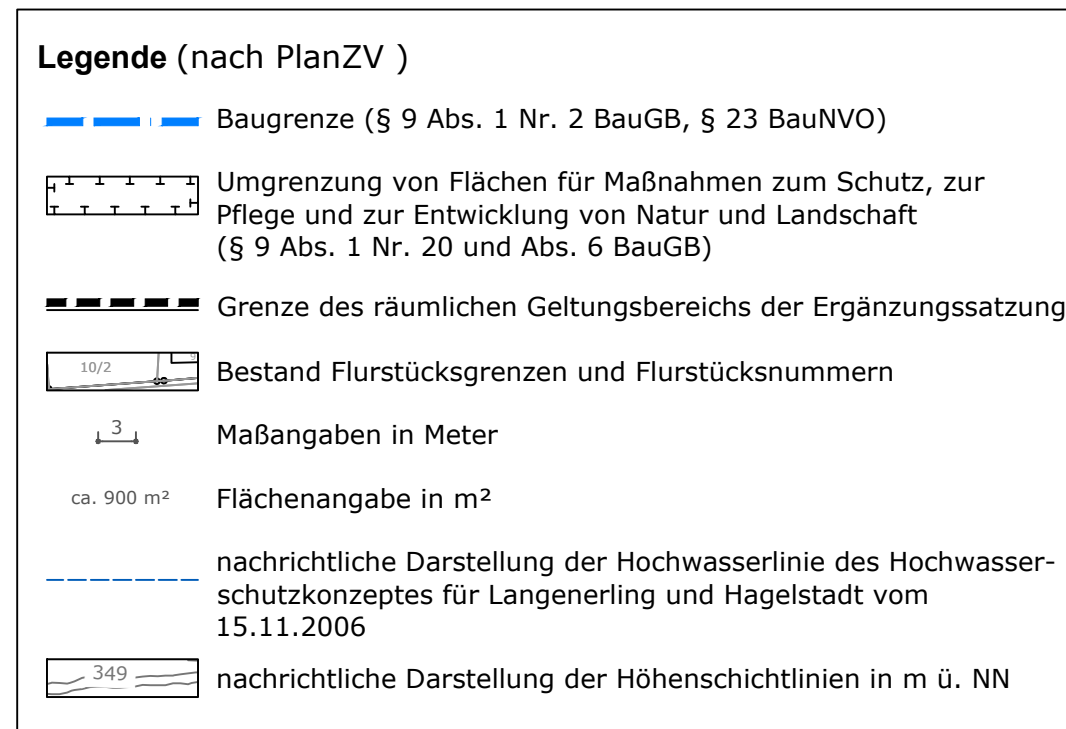 Legende (nach PlanZV )
Baugrenze (§ 9 Abs. 1 Nr. 2 BauGB, § 23 BauNVO)
Umgrenzung von Flächen für Maßnahmen zum Schutz, zur
Pflege und zur Entwicklung von Natur und Landschaft
(§ 9 Abs. 1 Nr. 20 und Abs. 6 BauGB)
Grenze des räumlichen Geltungsbereichs der Ergänzungssatzung
10/2 9
Bestand Flurstücksgrenzen und Flurstücksnummern
3
Maßangaben in Meter
ca. 900 m²
Flächenangabe in m²
nachrichtliche Darstellung der Hochwasserlinie des Hochwasser-
schutzkonzeptes für Langenerling und Hagelstadt vom
15.11.2006
349
nachrichtliche Darstellung der Höhenschichtlinien in m ü. NN